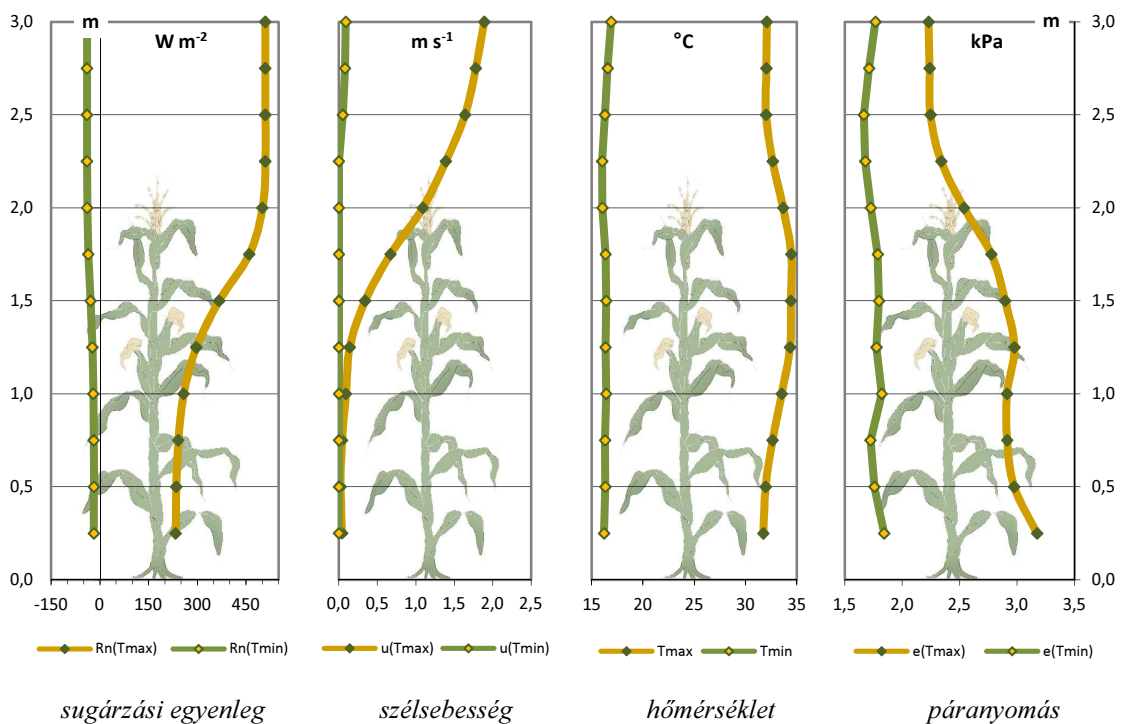 3,0 m 3,0
W m-2 m s-1 °C kPa m
2,5 2,5
2,0 2,0
1,5 1,5
1,0 1,0
0,5 0,5
0,0 0,0
-150 0 150 300 450 0,0 0,5 1,0 1,5 2,0 2,5 15 25 35 1,5 2,0 2,5 3,0 3,5
Rn(Tmax) Rn(Tmin) u(Tmax) u(Tmin) Tmax Tmin e(Tmax) e(Tmin)
sugárzási egyenleg szélsebesség hőmérséklet páranyomás